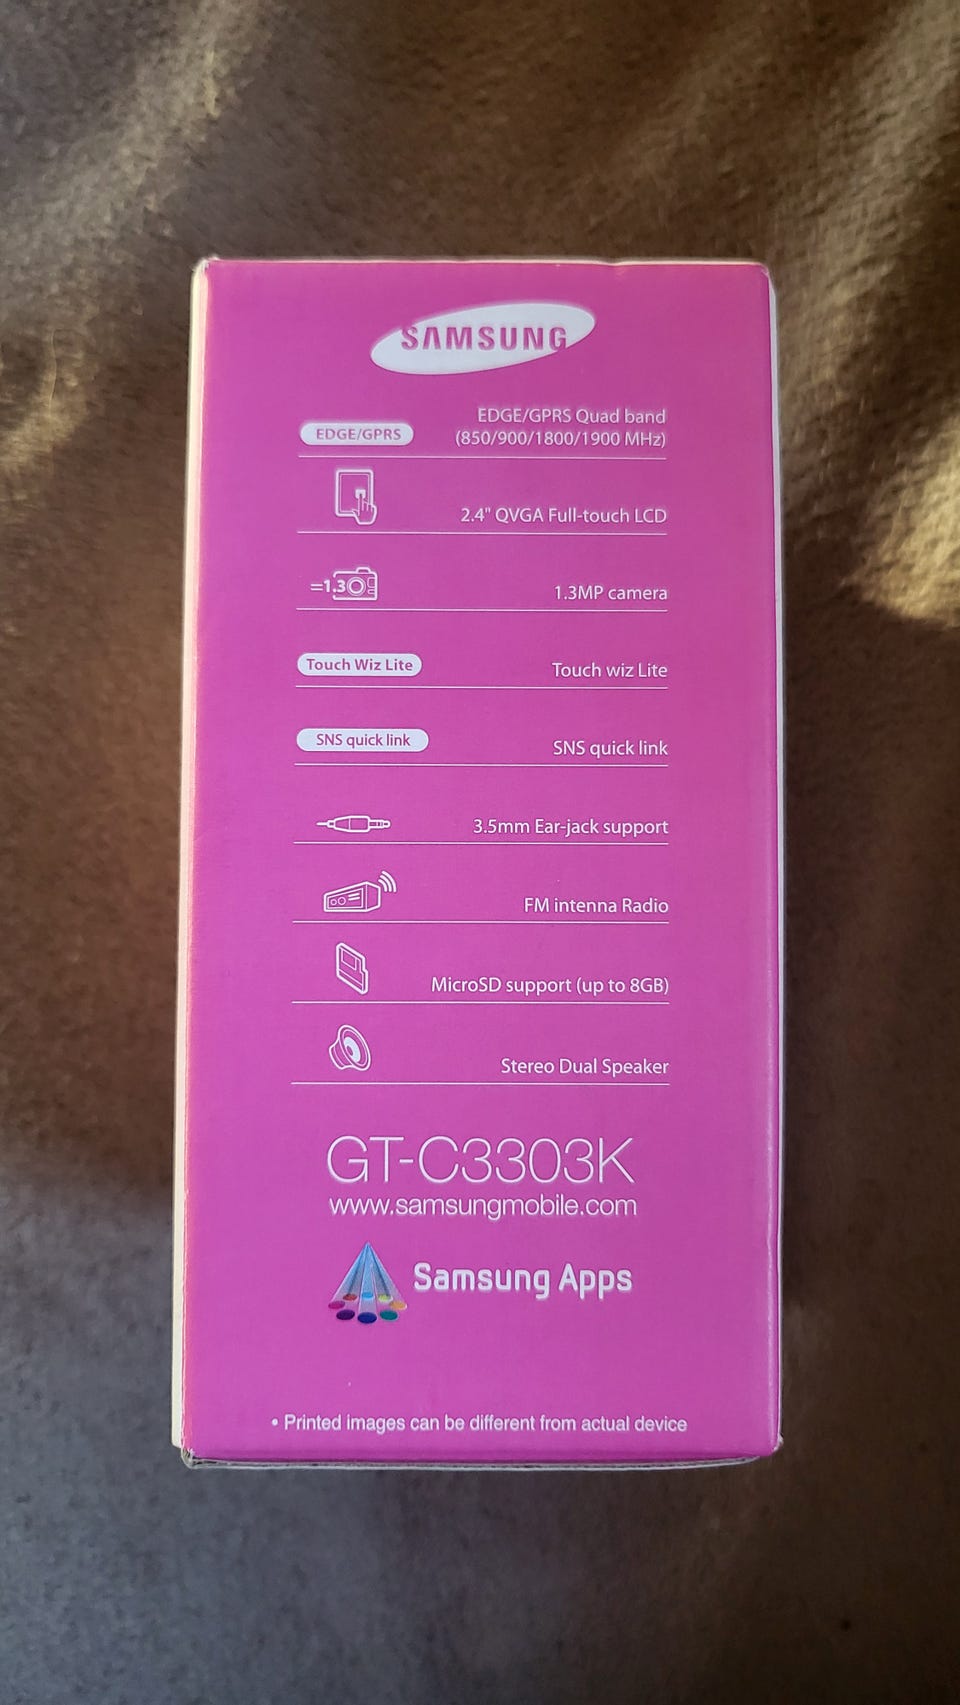 SAMSUNG
EDGE/GPRS
EDGE/GPRS Quad band
(850/900/1800/1900 MHz)
2.4" QVGA Full-touch LCD
=1.3
1.3MP camera
Touch Wiz Lite
Touch wiz Lite
SNS quick link
SNS quick link
3.5mm Ear-jack support
FM intenna Radio
MicroSD support (up to 8GB)
Stereo Dual Speaker
GT-C3303K
www.samsungmobile.com
Samsung Apps
• Printed images can be different from actual device